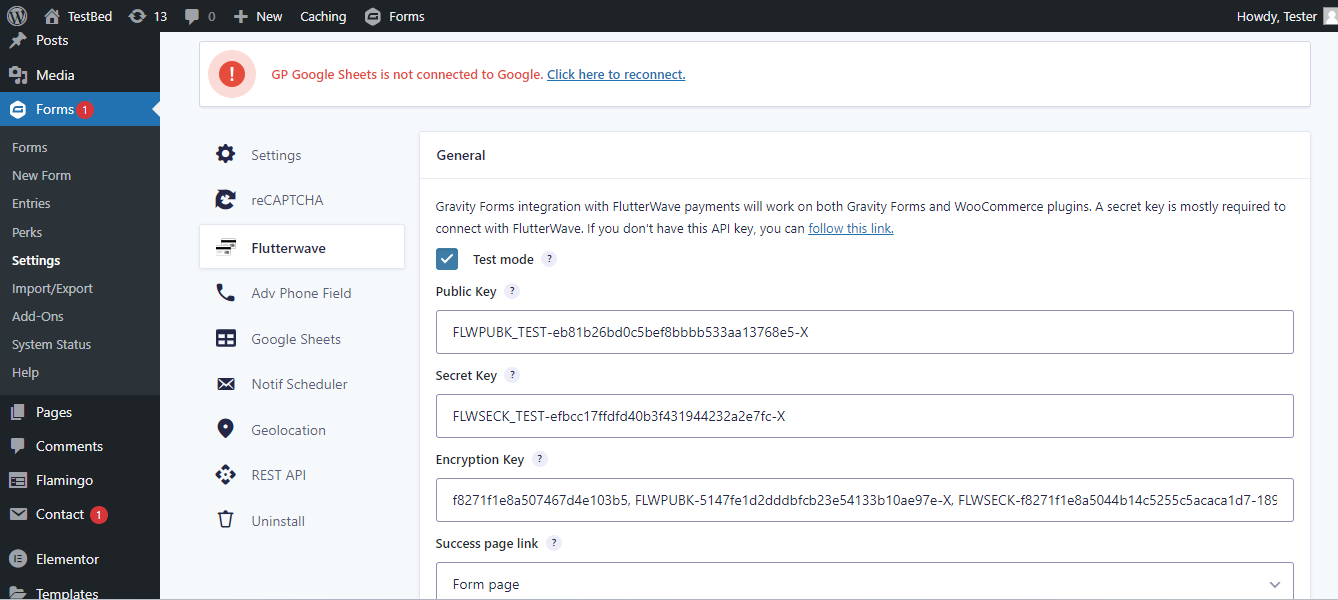 TestBed 13 0 New Caching Forms Howdy, Tester
Posts
Media
Forms 1
Forms
New Form
Entries
Perks
Settings
Import/Export
Add-Ons
System Status
Help
Pages
Comments
Flamingo
Contact 1
Elementor
Templates
! GP Google Sheets is not connected to Google. Click here to reconnect.
Settings
reCAPTCHA
Flutterwave
Adv Phone Field
Google Sheets
Notif Scheduler
Geolocation
REST API
Uninstall
General
Gravity Forms integration with FlutterWave payments will work on both Gravity Forms and WooCommerce plugins. A secret key is mostly required to
connect with FlutterWave. If you don't have this API key, you can follow this link.
Test mode ?
Public Key ?
FLWPUBK_TEST-eb81b26bd0c5bef8bbbb533aa13768e5-X
Secret Key ?
FLWSECK_TEST-efbcc17ffdfd40b3f431944232a2e7fc-X
Encryption Key ?
f8271f1e8a507467d4e103b5, FLWPUBK-5147fe1d2dddbfcb23e54133b10ae97e-X, FLWSECK-f8271f1e8a5044b14c5255c5acaca1d7-189
Success page link ?
Form page